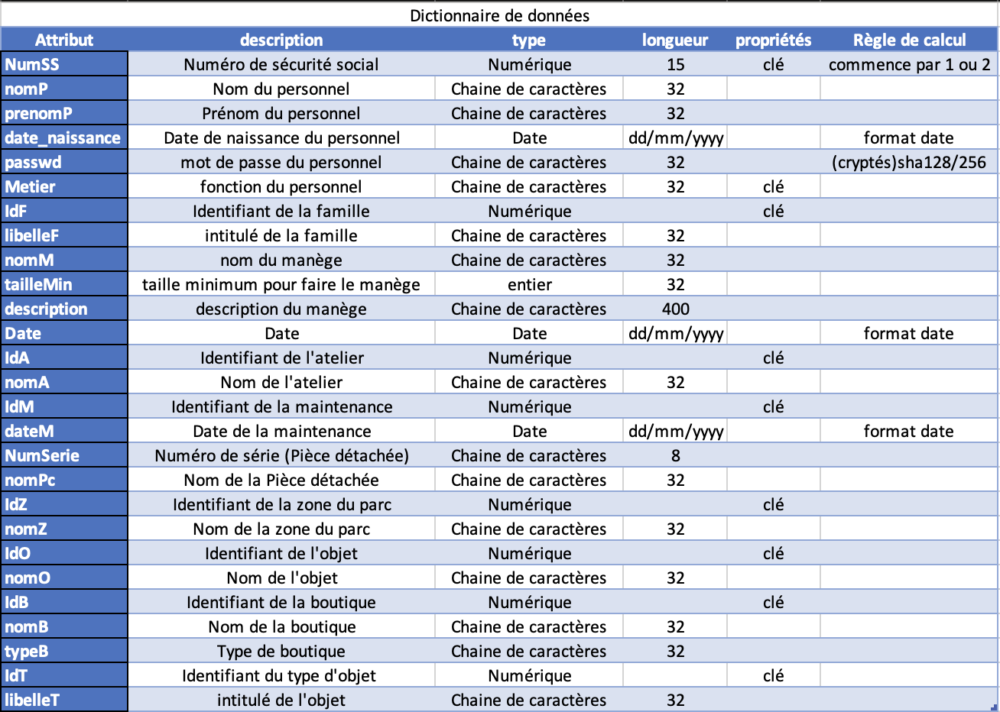 Dictionnaire de données
Attribut description type longueur propriétés Règle de calcul
NumSS Numéro de sécurité social Numérique 15 clé commence par 1 ou 2
nomP Nom du personnel Chaine de caractères 32
prenomP Prénom du personnel Chaine de caractères 32
date_naissance Date de naissance du personnel Date dd/mm/yyyy format date
passwd mot de passe du personnel Chaine de caractères 32 (cryptés)sha128/256
Metier fonction du personnel Chaine de caractères 32 clé
IdF Identifiant de la famille Numérique clé
libelleF intitulé de la famille Chaine de caractères 32
nomM nom du manège Chaine de caractères 32
tailleMin taille minimum pour faire le manège entier 32
description description du manège Chaine de caractères 400
Date Date Date dd/mm/yyyy format date
IdA Identifiant de l'atelier Numérique clé
nomA Nom de l'atelier Chaine de caractères 32
IdM Identifiant de la maintenance Numérique clé
dateM Date de la maintenance Date dd/mm/yyyy format date
NumSerie Numéro de série (Pièce détachée) Chaine de caractères 8
nomPc Nom de la Pièce détachée Chaine de caractères 32
IdZ Identifiant de la zone du parc Numérique clé
nomZ Nom de la zone du parc Chaine de caractères 32
IdO Identifiant de l'objet Numérique clé
nomO Nom de l'objet Chaine de caractères 32
IdB Identifiant de la boutique Numérique clé
nomB Nom de la boutique Chaine de caractères 32
typeB Type de boutique Chaine de caractères 32
IdT Identifiant du type d'objet Numérique clé
libelleT intitulé de l'objet Chaine de caractères 32